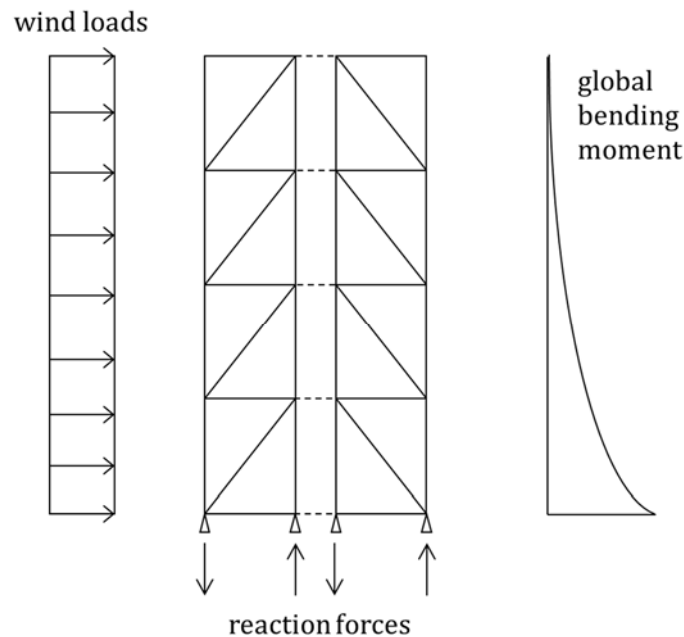 wind loads
global
bending
moment
reaction forces